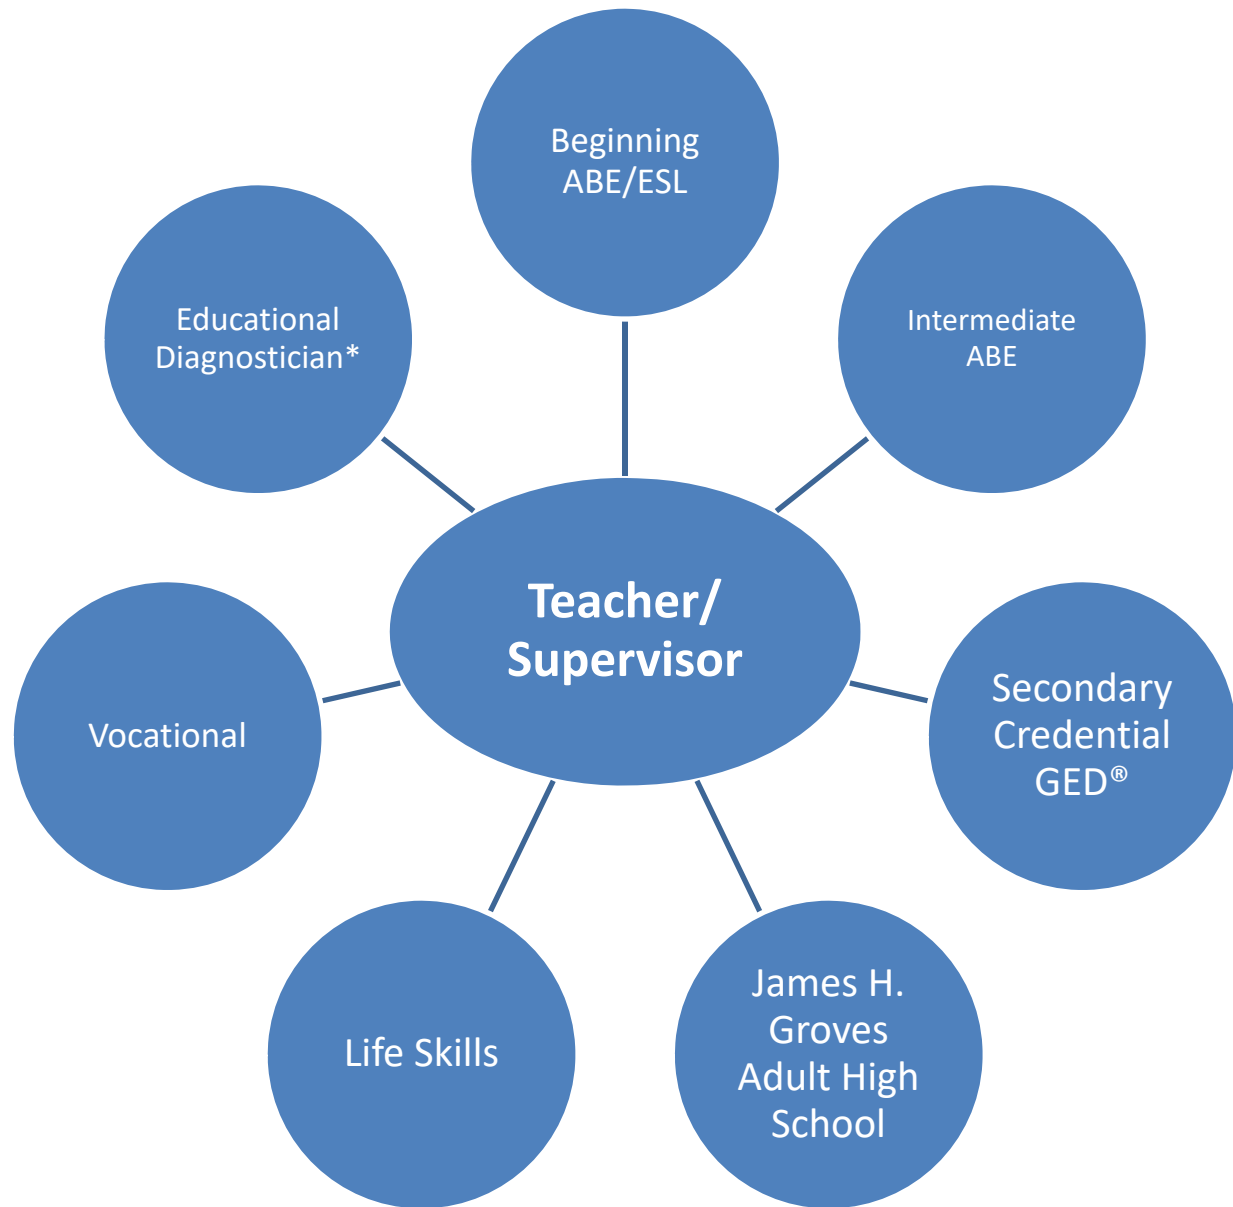 Beginning
ABE/ESL
Intermediate
ABE
Secondary
Credential
GED®
James H.
Groves
Adult High
School
Life Skills
Vocational
Educational
Diagnostician*
Teacher/
Supervisor